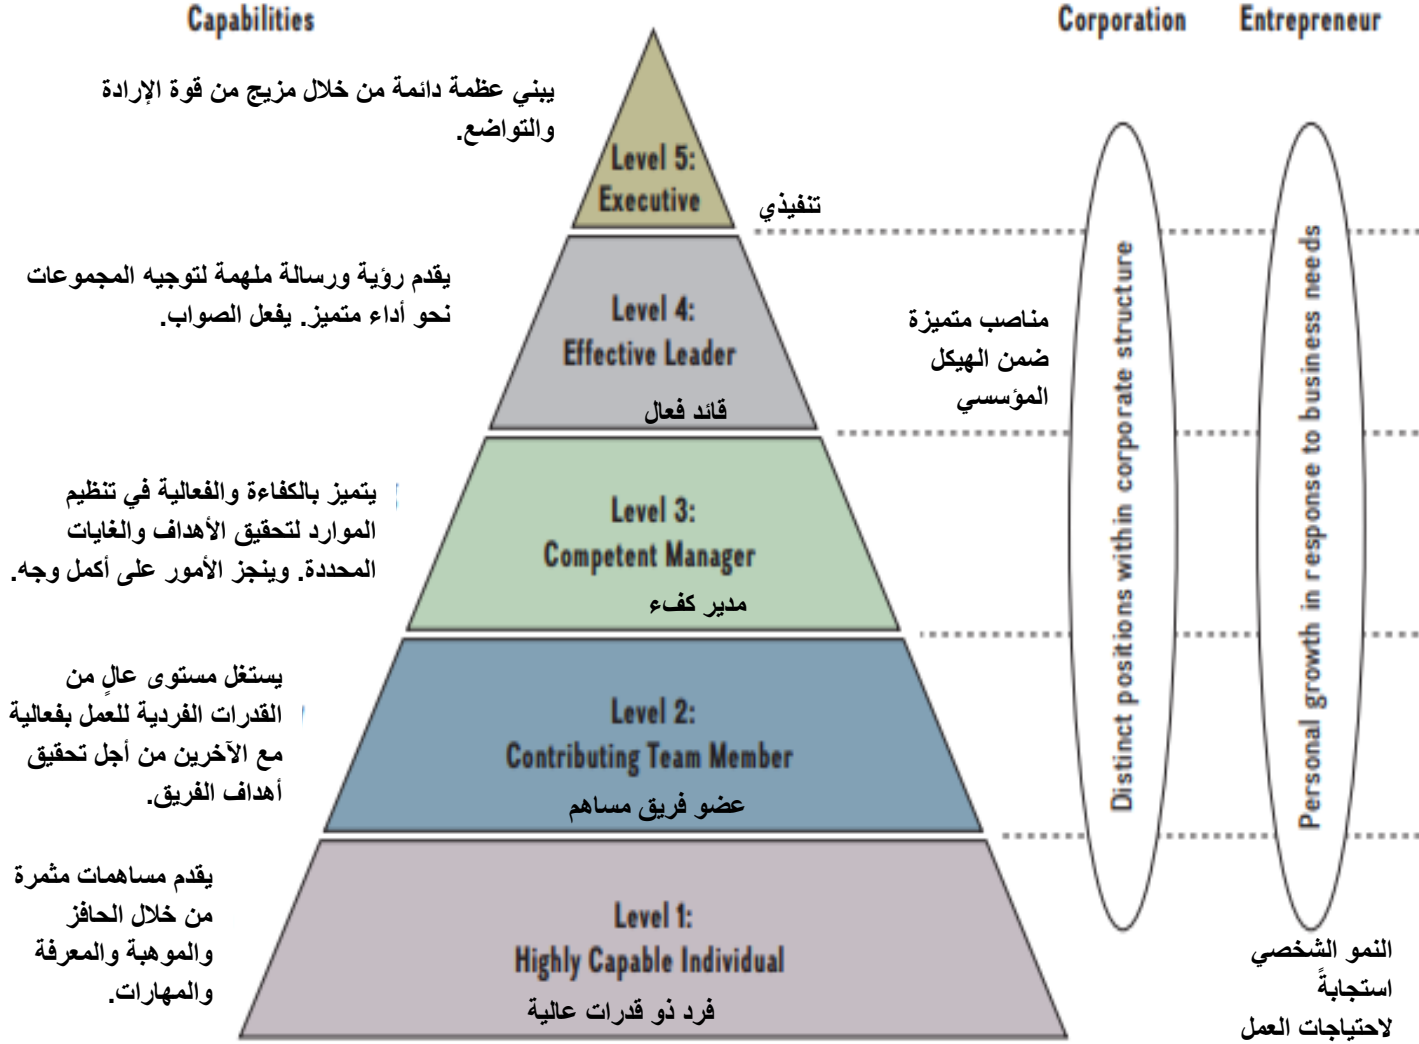 Capabilities
Corporation
Entrepreneur
يبني عظمة دائمة من خلال مزيج من قوة الإرادة
والتواضع.
Level 5:
Executive
تنفيذي
يقدم رؤية ورسالة ملهمة لتوجيه المجموعات
نحو أداء متميز. يفعل الصواب.
Level 4:
Effective Leader
قائد فعال
مناصب متميزة
ضمن الهيكل
المؤسسي
Distinct positions within corporate structure
Personal growth in response to business needs
يتميز بالكفاءة والفعالية في تنظيم
الموارد لتحقيق الأهداف والغايات
المحددة. وينجز الأمور على أكمل وجه.
Level 3:
Competent Manager
مدير كفء
يستغل مستوى عالٍ من
القدرات الفردية للعمل بفعالية
مع الآخرين من أجل تحقيق
أهداف الفريق.
Level 2:
Contributing Team Member
عضو فريق مساهم
يقدم مساهمات مثمرة
من خلال الحافز
والموهبة والمعرفة
والمهارات.
Level 1:
Highly Capable Individual
فرد ذو قدرات عالية
النمو الشخصي
استجابةً
لاحتياجات العمل